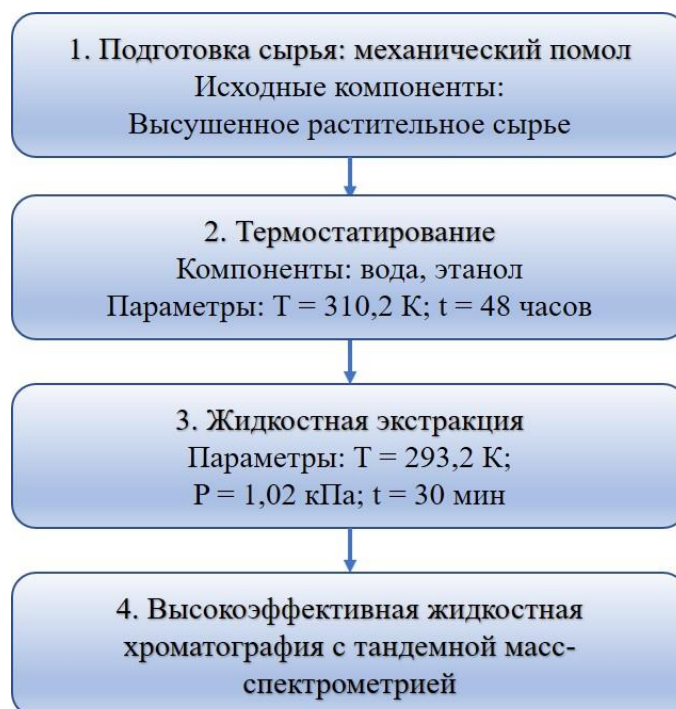 1. Подготовка сырья: механический помол
Исходные компоненты:
Высушенное растительное сырье
2. Термостатирование
Компоненты: вода, этанол
Параметры: T = 310,2 К; t = 48 часов
3. Жидкостная экстракция
Параметры: T = 293,2 К;
P = 1,02 кПа; t = 30 мин
4. Высокоэффективная жидкостная
хроматография с тандемной масс-
спектрометрией